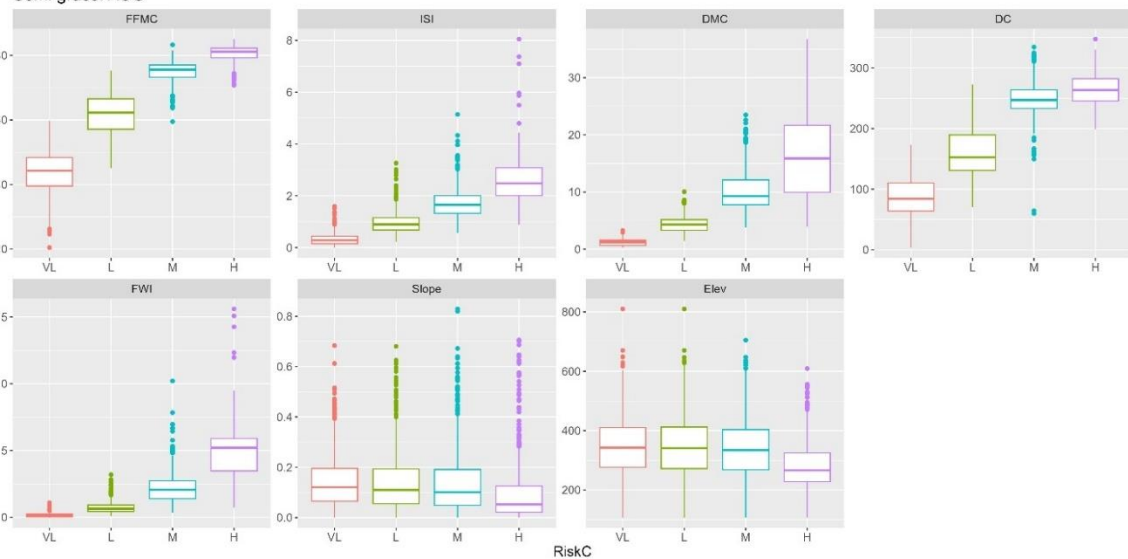 FFMC
ISI
DMC
DC
8
6
4
2
0
30
20
10
0
300
200
100
0
VL L M H
VL L M H
VL L M H
VL L M H
FWI
Slope
Elev
0.8
0.6
0.4
0.2
0.0
800
600
400
200
VL L M H
VL L M H
VL L M H
RiskC